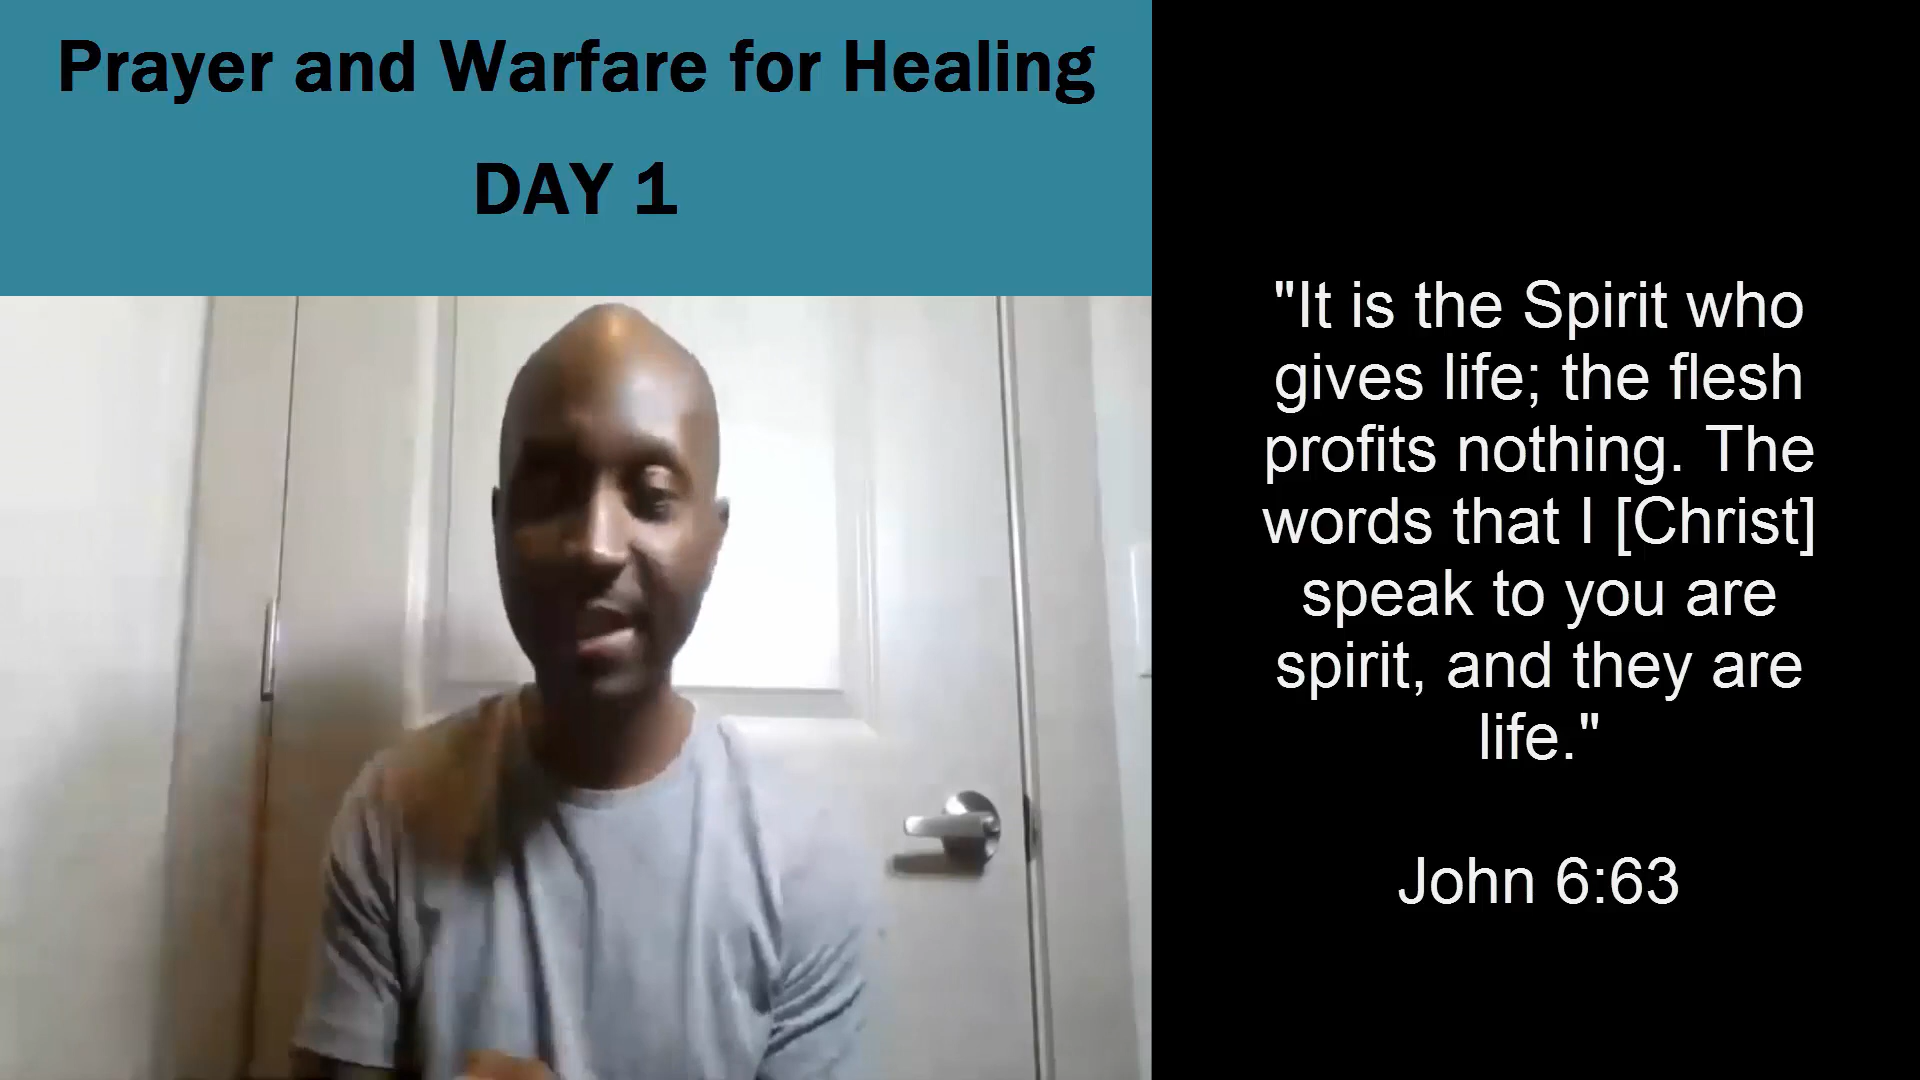 Prayer and Warfare for Healing
DAY 1
"It is the Spirit who
gives life; the flesh
profits nothing. The
words that I [Christ]
speak to you are
spirit, and they are
life."
John 6:63